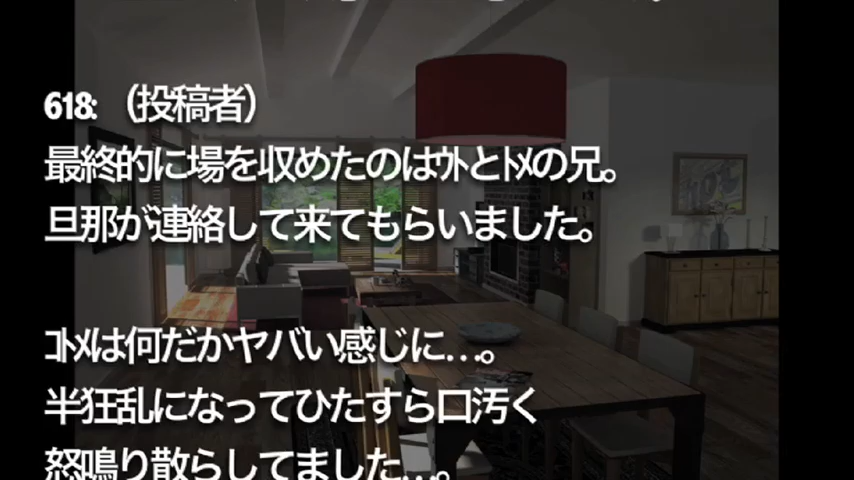 618: （投稿者）
最終的に場を収めたのはｳﾄとﾄﾒの兄。
旦那が連絡して来てもらいました。
ｺﾄﾒは何だかヤバい感じに…。
半狂乱になってひたすら口汚く
怒鳴り散らしてました…。